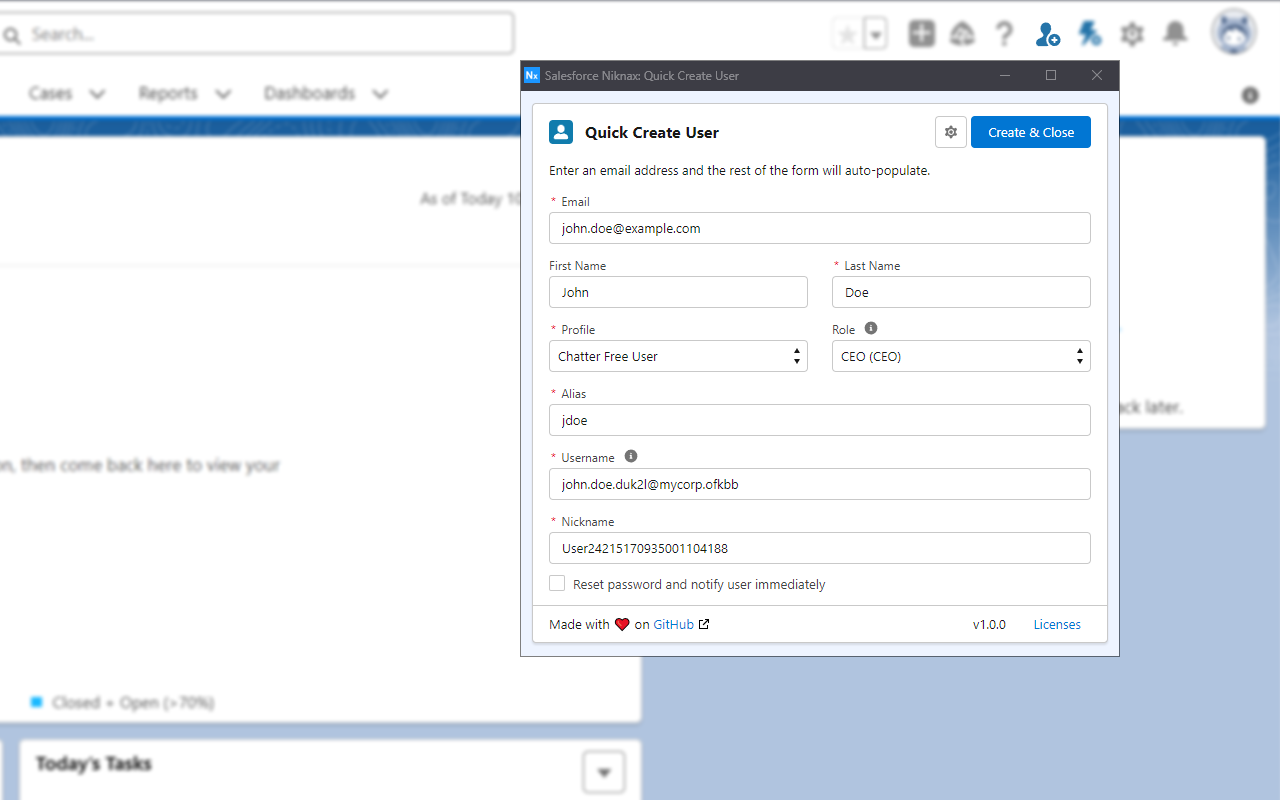 Search...
Cases Reports Dashboards
As of Today 10
on, then come back here to view your
ack later.
Closed + Open (>70%)
Today's Tasks
Nx Salesforce Niknax: Quick Create User
Quick Create User
Create & Close
Enter an email address and the rest of the form will auto-populate.
* Email
john.doe@example.com
First Name * Last Name
John Doe
* Profile Role
Chatter Free User CEO (CEO)
* Alias
jdoe
* Username
john.doe.duk2l@mycorp.ofkbb
* Nickname
User24215170935001104188
Reset password and notify user immediately
Made with ❤ on GitHub v1.0.0 Licenses